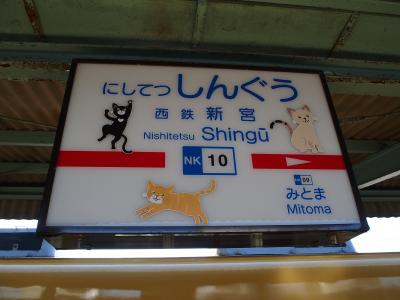 にしてつしんぐう
西鉄 新宮
Nishitetsu Shingū
NK 10
NK 09
みとま
Mitoma